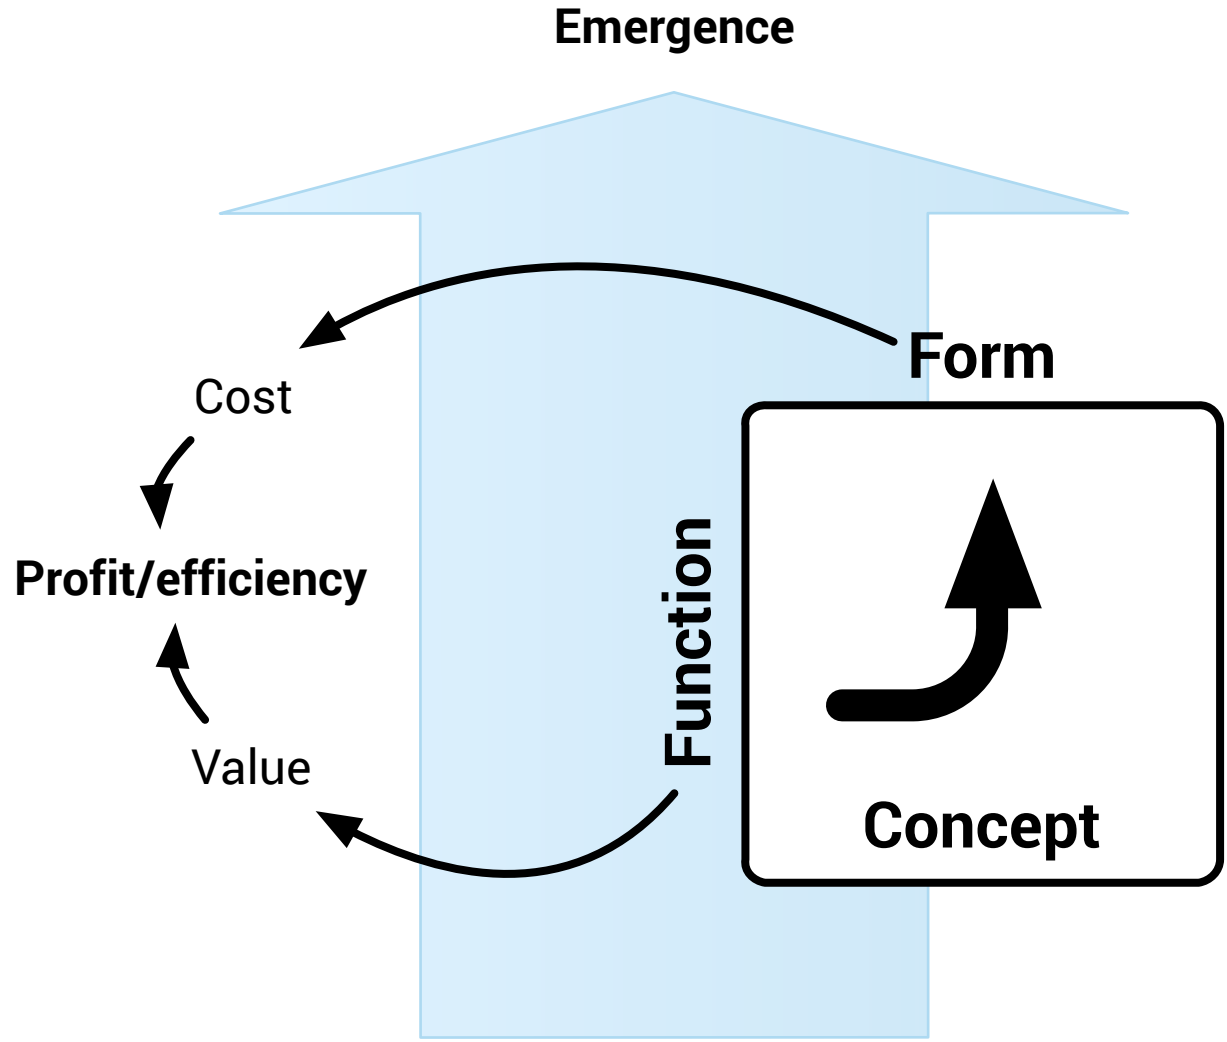 Emergence
Form
Cost
Profit/efficiency
Function
Value
Concept